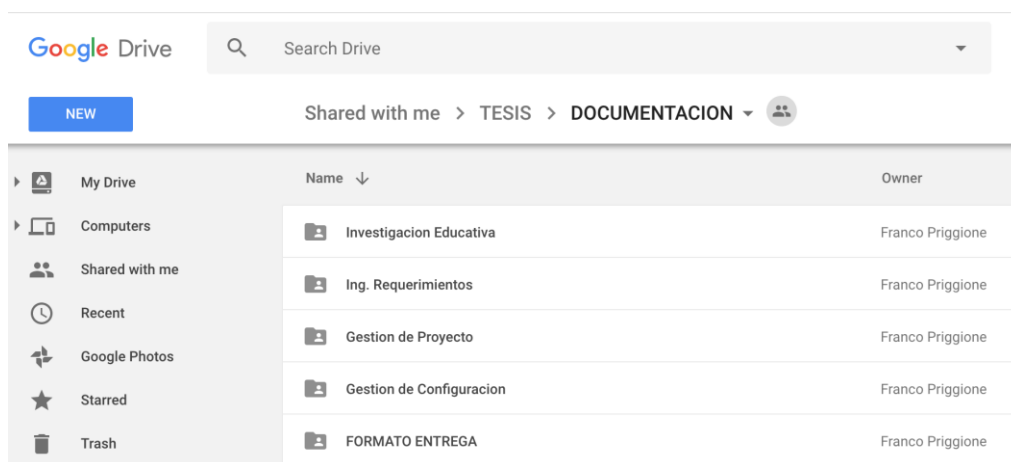 Google Drive
Search Drive
NEW
Shared with me > TESIS > DOCUMENTACION
My Drive
Computers
Shared with me
Recent
Google Photos
Starred
Trash
Name Owner
Investigacion Educativa Franco Priggione
Ing. Requerimientos Franco Priggione
Gestion de Proyecto Franco Priggione
Gestion de Configuracion Franco Priggione
FORMATO ENTREGA Franco Priggione